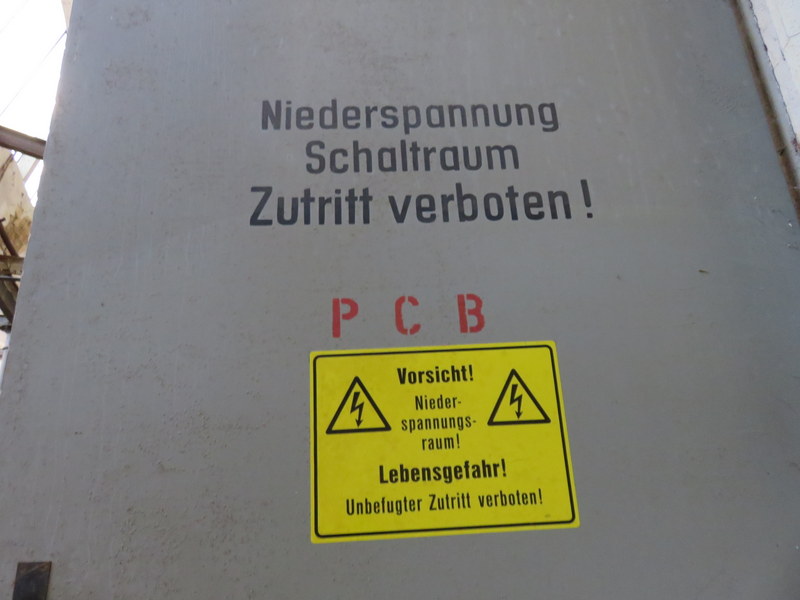 Niederspannung
Schaltraum
Zutritt verboten!
P C B
Vorsicht!
Nieder-
spannungs-
raum!
Lebensgefahr!
Unbefugter Zutritt verboten!